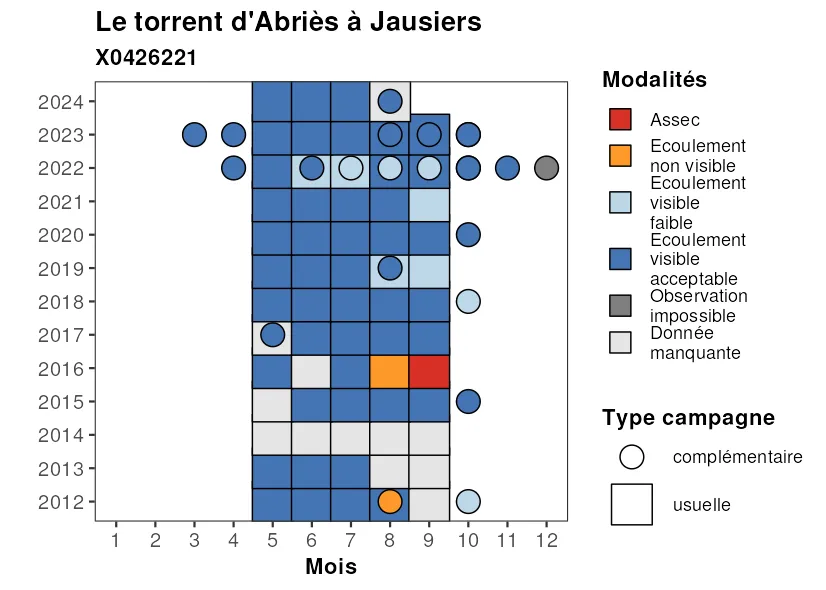 Le torrent d'Abriès à Jausiers
X0426221
2024
2023
2022
2021
2020
2019
2018
2017
2016
2015
2014
2013
2012
1 2 3 4 5 6 7 8 9 10 11 12
Mois
Modalités
Assec
Ecoulement
non visible
Ecoulement
visible
faible
Ecoulement
visible
acceptable
Observation
impossible
Donnée
manquante
Type campagne
complémentaire
usuelle